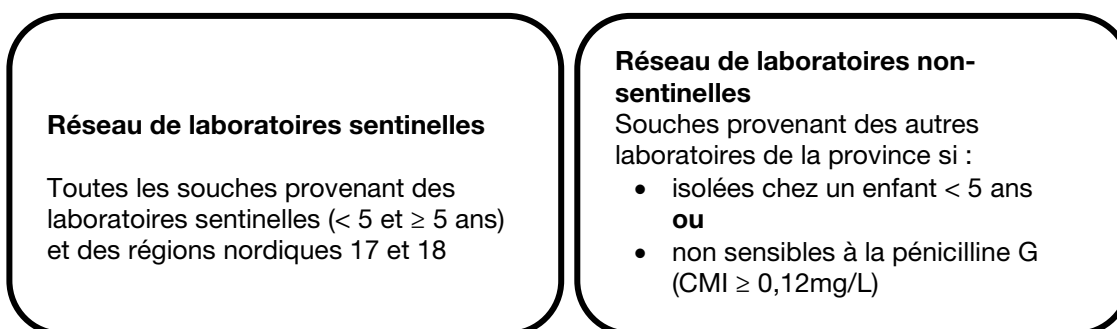 Réseau de laboratoires sentinelles
Toutes les souches provenant des
laboratoires sentinelles (< 5 et ≥ 5 ans)
et des régions nordiques 17 et 18
Réseau de laboratoires non-
sentinelles
Souches provenant des autres
laboratoires de la province si :
• isolées chez un enfant < 5 ans
ou
• non sensibles à la pénicilline G
(CMI ≥ 0,12mg/L)